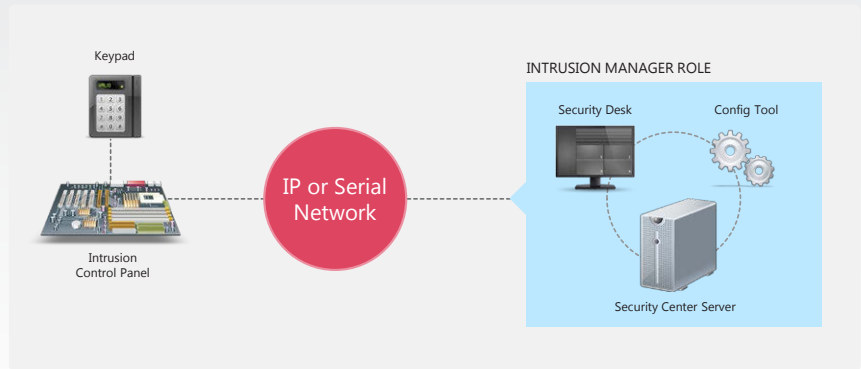 Keypad
Intrusion
Control Panel
IP or Serial
Network
INTRUSION MANAGER ROLE
Security Desk
Config Tool
Security Center Server